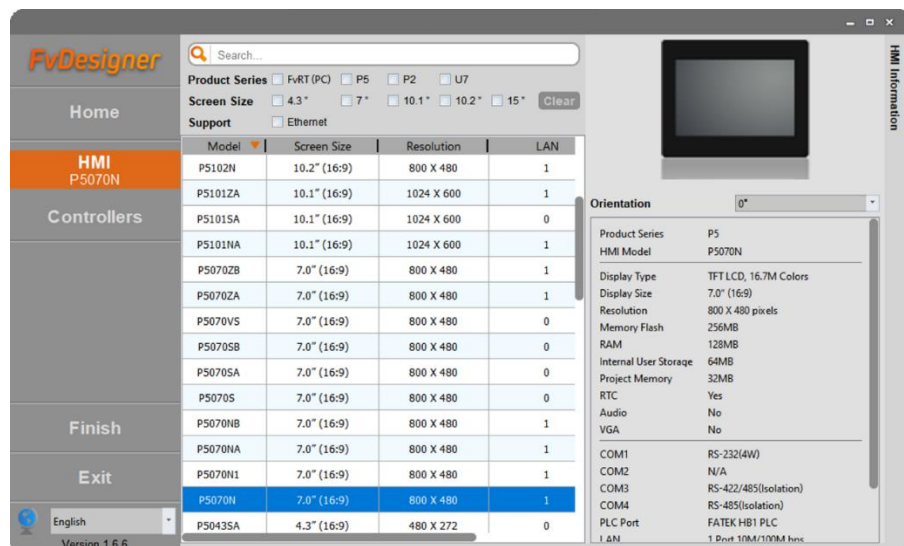 FvDesigner
Home
HMI
P5070N
Controllers
Finish
Exit
English
Version 1.6.6
Search...
Product Series FvRT (PC) P5 P2 U7
Screen Size 4.3" 7" 10.1" 10.2" 15" Clear
Support Ethernet
Model Screen Size Resolution LAN
P5102N 10.2" (16:9) 800 X 480 1
P5101ZA 10.1" (16:9) 1024 X 600 1
P5101SA 10.1" (16:9) 1024 X 600 0
P5101NA 10.1" (16:9) 1024 X 600 1
P5070ZB 7.0" (16:9) 800 X 480 1
P5070ZA 7.0" (16:9) 800 X 480 1
P5070VS 7.0" (16:9) 800 X 480 0
P5070SB 7.0" (16:9) 800 X 480 0
P5070SA 7.0" (16:9) 800 X 480 0
P5070S 7.0" (16:9) 800 X 480 0
P5070NB 7.0" (16:9) 800 X 480 1
P5070NA 7.0" (16:9) 800 X 480 1
P5070N1 7.0" (16:9) 800 X 480 1
P5070N 7.0" (16:9) 800 X 480 1
P5043SA 4.3" (16:9) 480 X 272 0
HMI Information
Orientation 0°
Product Series P5
HMI Model P5070N
Display Type TFT LCD, 16.7M Colors
Display Size 7.0" (16:9)
Resolution 800 X 480 pixels
Memory Flash 256MB
RAM 128MB
Internal User Storage 64MB
Project Memory 32MB
RTC Yes
Audio No
VGA No
COM1 RS-232(4W)
COM2 N/A
COM3 RS-422/485(Isolation)
COM4 RS-485(Isolation)
PLC Port FATEK HB1 PLC
LAN 1 Port 10M/100M bps